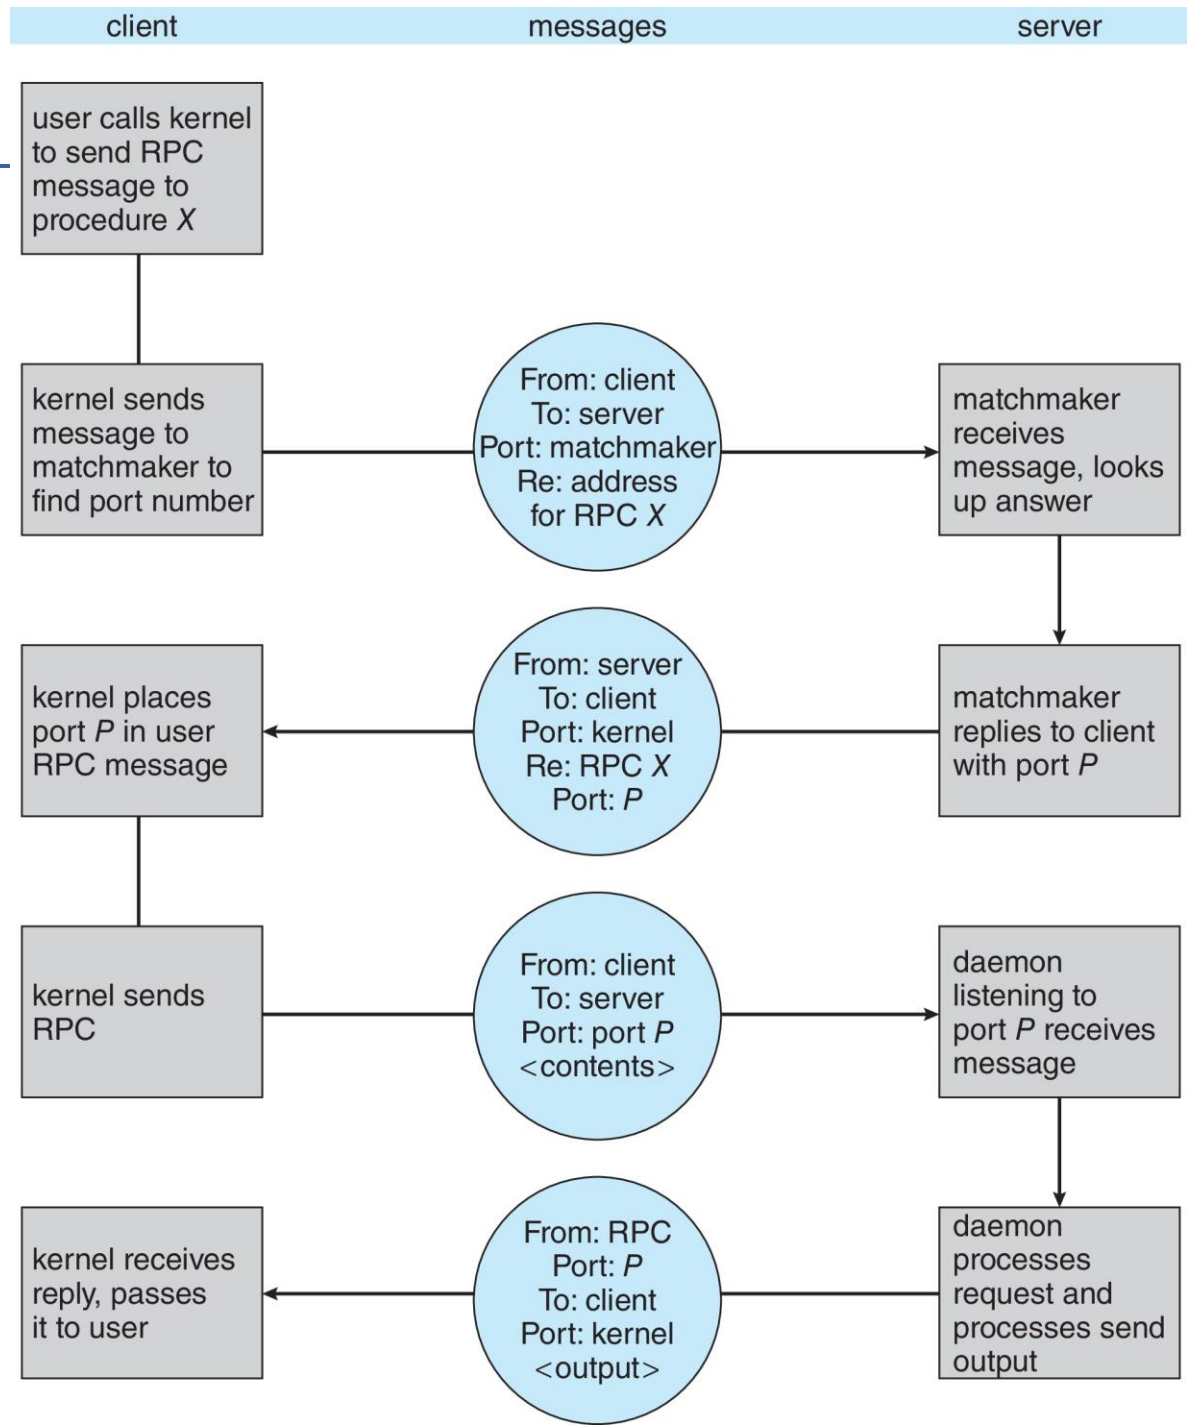 client
messages
server
user calls kernel
to send RPC
message to
procedure X
kernel sends
message to
matchmaker to
find port number
From: client
To: server
Port: matchmaker
Re: address
for RPC X
matchmaker
receives
message, looks
up answer
kernel places
port P in user
RPC message
From: server
To: client
Port: kernel
Re: RPC X
Port: P
matchmaker
replies to client
with port P
kernel sends
RPC
From: client
To: server
Port: port P
<contents>
daemon
listening to
port P receives
message
kernel receives
reply, passes
it to user
From: RPC
Port: P
To: client
Port: kernel
<output>
daemon
processes
request and
processes send
output